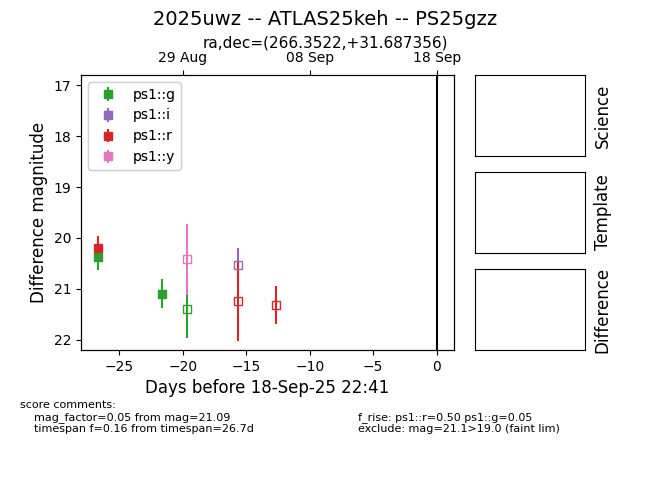 2025uwz -- ATLAS25keh -- PS25gzz
ra,dec=(266.3522,+31.687356)
29 Aug 08 Sep 18 Sep
ps1::g
ps1::i
ps1::r
ps1::y
17
18
19
20
21
22
Difference magnitude
−25 −20 −15 −10 −5 0
Days before 18-Sep-25 22:41
Science
Template
Difference
score comments:
mag_factor=0.05 from mag=21.09
timespan f=0.16 from timespan=26.7d
f_rise: ps1::r=0.50 ps1::g=0.05
exclude: mag=21.1>19.0 (faint lim)